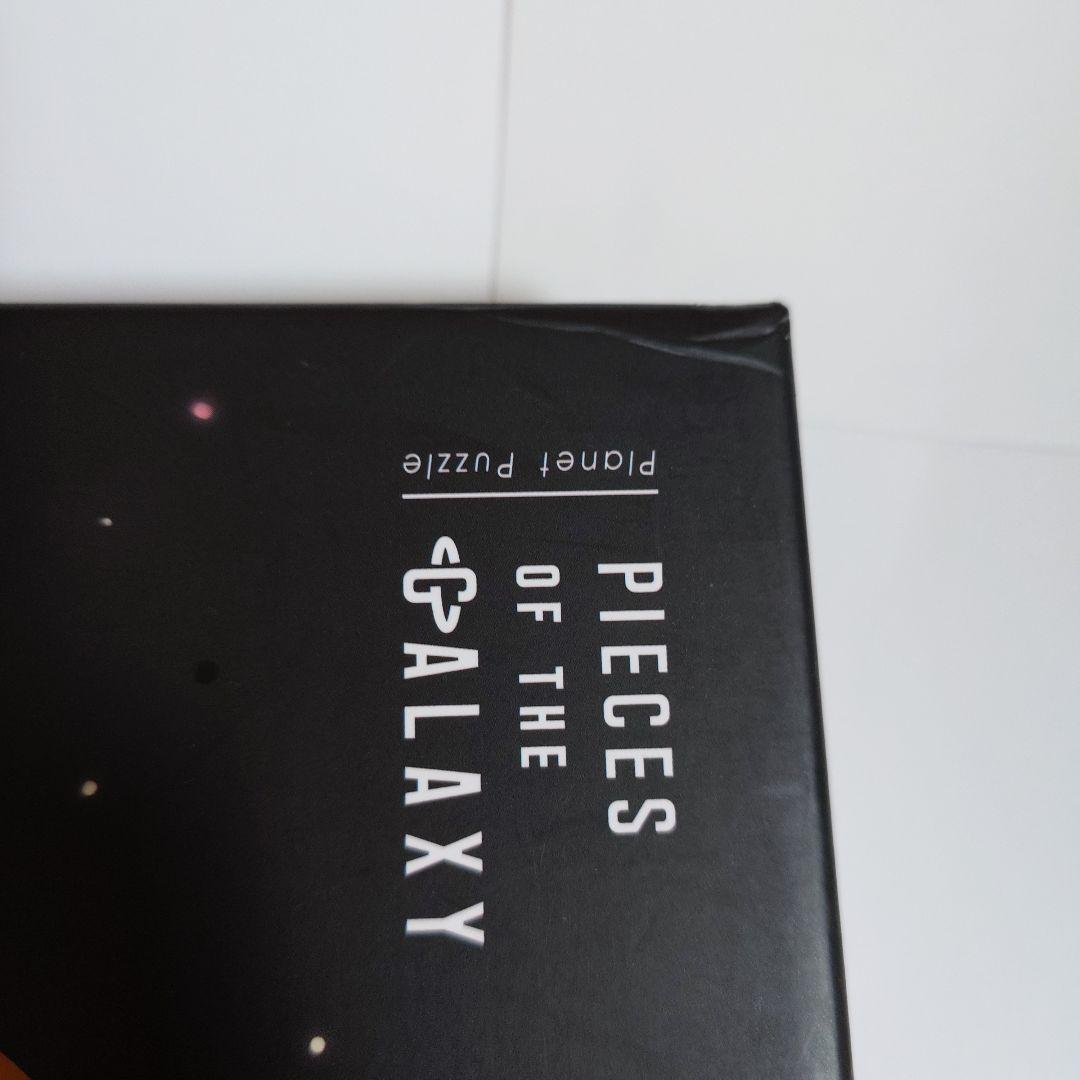 PIECES
OF THE
GALAXY
Planet Puzzle